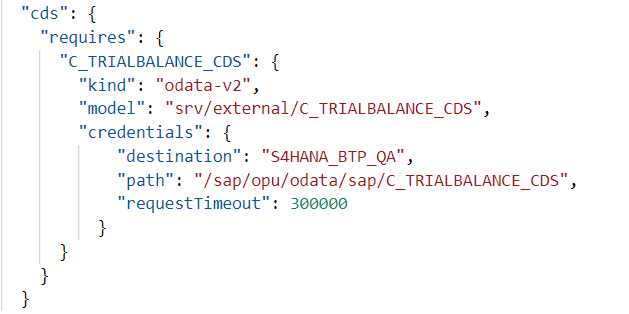 "cds": {
"requires": {
"C_TRIALBALANCE_CDS": {
"kind": "odata-v2",
"model": "srv/external/C_TRIALBALANCE_CDS",
"credentials": {
"destination": "S4HANA_BTP_QA",
"path": "/sap/opu/odata/sap/C_TRIALBALANCE_CDS",
"requestTimeout": 300000
}
}
}
}